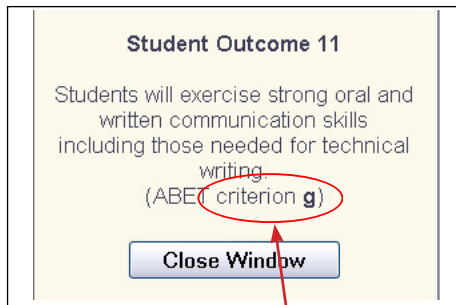 Student Outcome 11
Students will exercise strong oral and
written communication skills
including those needed for technical
writing.
(ABET criterion g)
Close Window